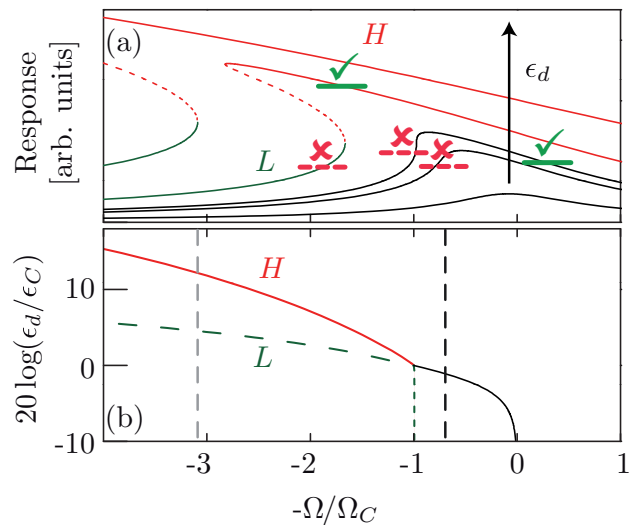 (a)
H
ϵ_d
L
Response
[arb. units]
H
L
10
0
-10
20 log(ϵ_d/ϵ_C)
(b)
-3
-2
-1
0
1
-Ω/Ω_C